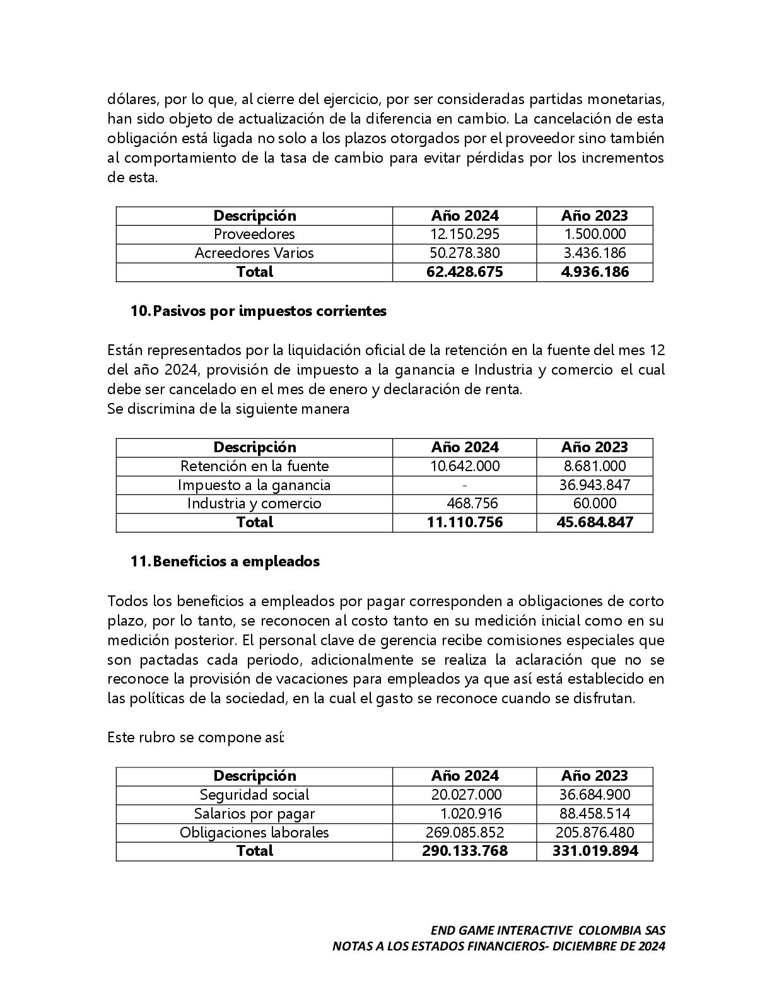 dólares, por lo que, al cierre del ejercicio, por ser consideradas partidas monetarias,
han sido objeto de actualización de la diferencia en cambio. La cancelación de esta
obligación está ligada no solo a los plazos otorgados por el proveedor sino también
al comportamiento de la tasa de cambio para evitar pérdidas por los incrementos
de esta.
Descripción Año 2024 Año 2023
Proveedores 12.150.295 1.500.000
Acreedores Varios 50.278.380 3.436.186
Total 62.428.675 4.936.186
10. Pasivos por impuestos corrientes
Están representados por la liquidación oficial de la retención en la fuente del mes 12
del año 2024, provisión de impuesto a la ganancia e Industria y comercio el cual
debe ser cancelado en el mes de enero y declaración de renta.
Se discrimina de la siguiente manera
Descripción Año 2024 Año 2023
Retención en la fuente 10.642.000 8.681.000
Impuesto a la ganancia - 36.943.847
Industria y comercio 468.756 60.000
Total 11.110.756 45.684.847
11. Beneficios a empleados
Todos los beneficios a empleados por pagar corresponden a obligaciones de corto
plazo, por lo tanto, se reconocen al costo tanto en su medición inicial como en su
medición posterior. El personal clave de gerencia recibe comisiones especiales que
son pactadas cada periodo, adicionalmente se realiza la aclaración que no se
reconoce la provisión de vacaciones para empleados ya que así está establecido en
las políticas de la sociedad, en la cual el gasto se reconoce cuando se disfrutan.
Este rubro se compone así:
Descripción Año 2024 Año 2023
Seguridad social 20.027.000 36.684.900
Salarios por pagar 1.020.916 88.458.514
Obligaciones laborales 269.085.852 205.876.480
Total 290.133.768 331.019.894
END GAME INTERACTIVE COLOMBIA SAS
NOTAS A LOS ESTADOS FINANCIEROS- DICIEMBRE DE 2024